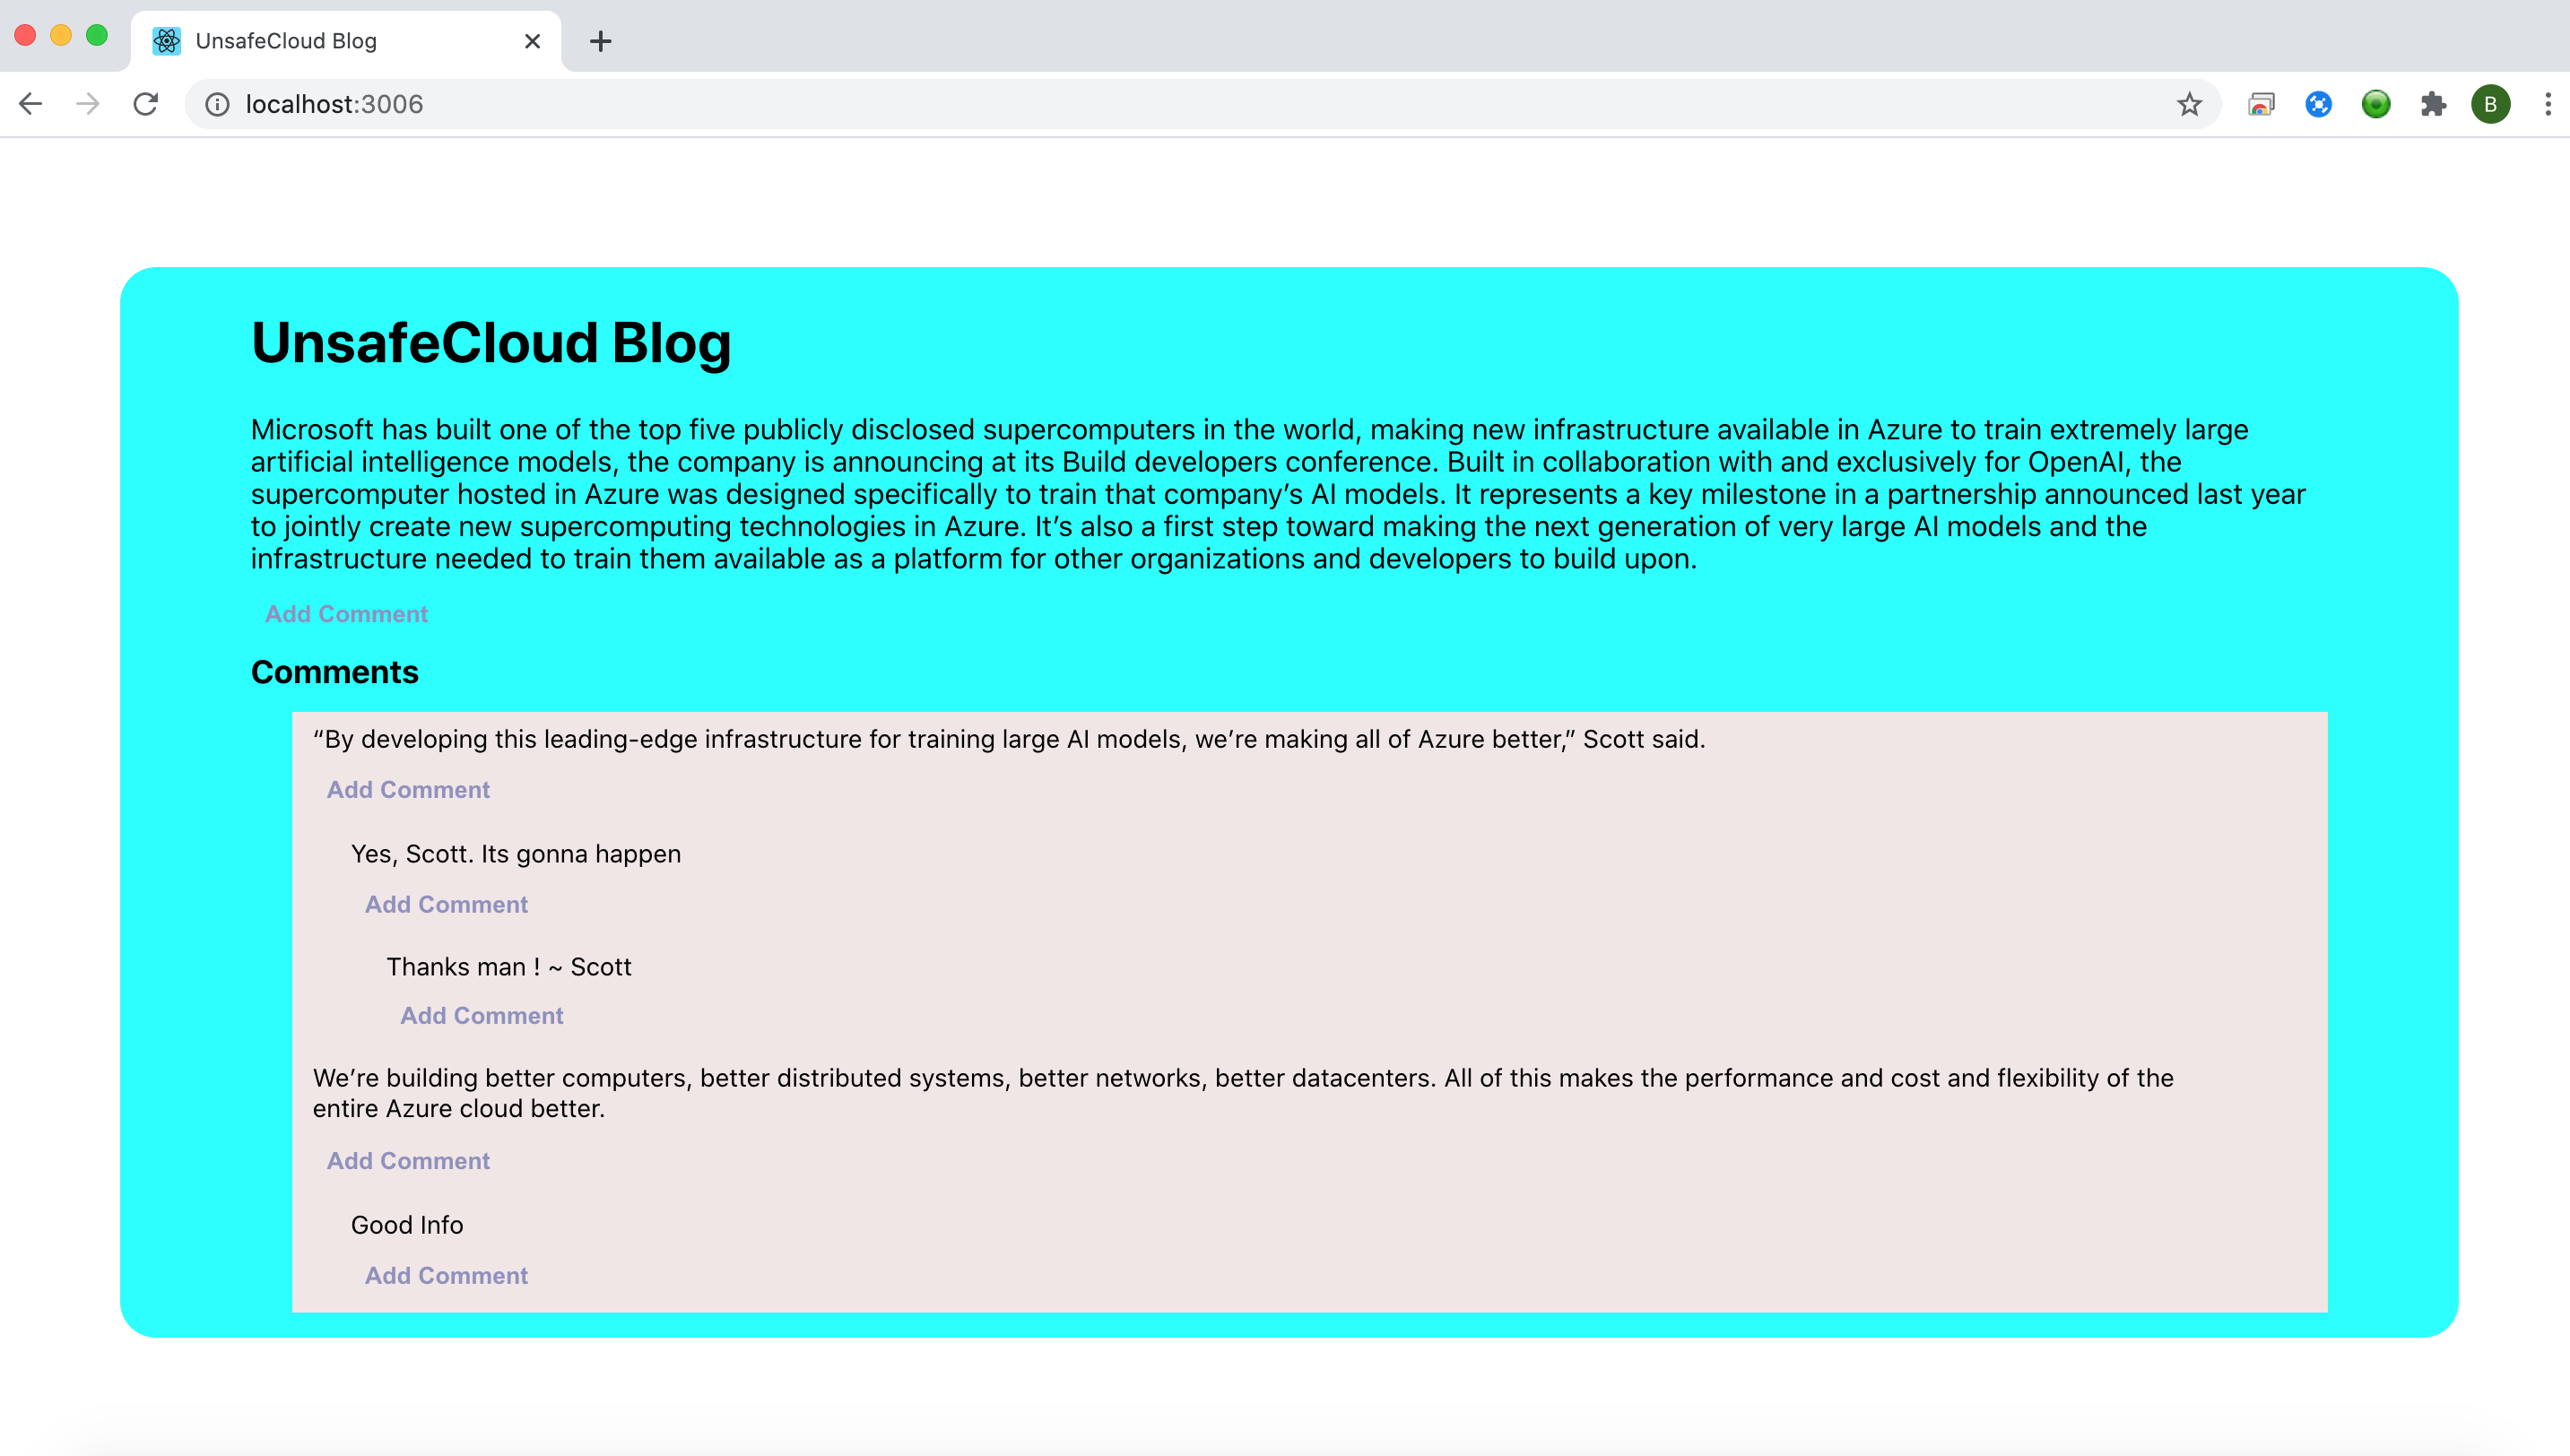 UnsafeCloud Blog
localhost:3006
B
UnsafeCloud Blog
Microsoft has built one of the top five publicly disclosed supercomputers in the world, making new infrastructure available in Azure to train extremely large
artificial intelligence models, the company is announcing at its Build developers conference. Built in collaboration with and exclusively for OpenAI, the
supercomputer hosted in Azure was designed specifically to train that company’s AI models. It represents a key milestone in a partnership announced last year
to jointly create new supercomputing technologies in Azure. It’s also a first step toward making the next generation of very large AI models and the
infrastructure needed to train them available as a platform for other organizations and developers to build upon.
Add Comment
Comments
“By developing this leading-edge infrastructure for training large AI models, we’re making all of Azure better,” Scott said.
Add Comment
Yes, Scott. Its gonna happen
Add Comment
Thanks man ! ~ Scott
Add Comment
We’re building better computers, better distributed systems, better networks, better datacenters. All of this makes the performance and cost and flexibility of the
entire Azure cloud better.
Add Comment
Good Info
Add Comment